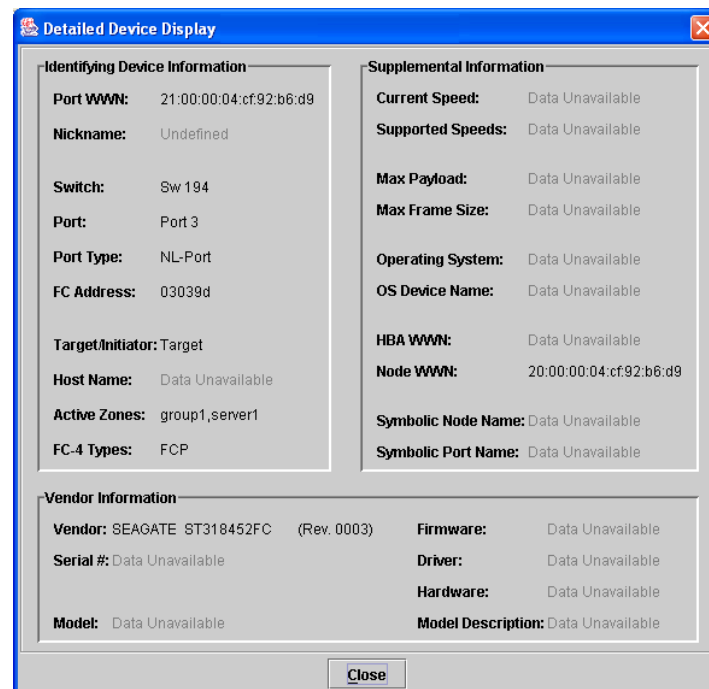 Detailed Device Display
Identifying Device Information
Port WWN: 21:00:00:04:cf:92:b6:d9
Nickname: Undefined
Switch: Sw 194
Port: Port 3
Port Type: NL-Port
FC Address: 03039d
Target/Initiator: Target
Host Name: Data Unavailable
Active Zones: group1,server1
FC-4 Types: FCP
Supplemental Information
Current Speed: Data Unavailable
Supported Speeds: Data Unavailable
Max Payload: Data Unavailable
Max Frame Size: Data Unavailable
Operating System: Data Unavailable
OS Device Name: Data Unavailable
HBA WWN: Data Unavailable
Node WWN: 20:00:00:04:cf:92:b6:d9
Symbolic Node Name: Data Unavailable
Symbolic Port Name: Data Unavailable
Vendor Information
Vendor: SEAGATE ST318452FC (Rev. 0003)
Serial #: Data Unavailable
Model: Data Unavailable
Firmware: Data Unavailable
Driver: Data Unavailable
Hardware: Data Unavailable
Model Description: Data Unavailable
Close